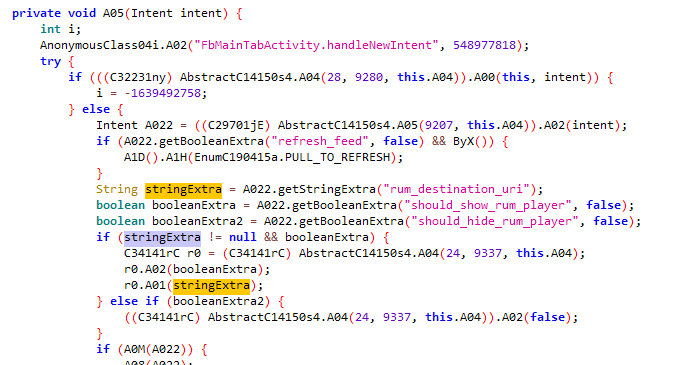 private void A05(Intent intent) {
int i;
AnonymousClass04i.A02("FbMainTabActivity.handleNewIntent", 548977818);
try {
if (((C32231ny) AbstractC14150s4.A04(28, 9280, this.A04)).A00(this, intent)) {
i = -1639492758;
} else {
Intent A022 = ((C29701jE) AbstractC14150s4.A05(9207, this.A04)).A02(intent);
if (A022.getBooleanExtra("refresh_feed", false) && ByX()) {
A1D().A1H(EnumC190415a.PULL_TO_REFRESH);
}
String stringExtra = A022.getStringExtra("rum_destination_uri");
boolean booleanExtra = A022.getBooleanExtra("should_show_rum_player", false);
boolean booleanExtra2 = A022.getBooleanExtra("should_hide_rum_player", false);
if (stringExtra != null && booleanExtra) {
C34141rC r0 = (C34141rC) AbstractC14150s4.A04(24, 9337, this.A04);
r0.A02(booleanExtra);
r0.A01(stringExtra);
} else if (booleanExtra2) {
((C34141rC) AbstractC14150s4.A04(24, 9337, this.A04)).A02(false);
}
if (A0M(A022)) {
A08(A022);